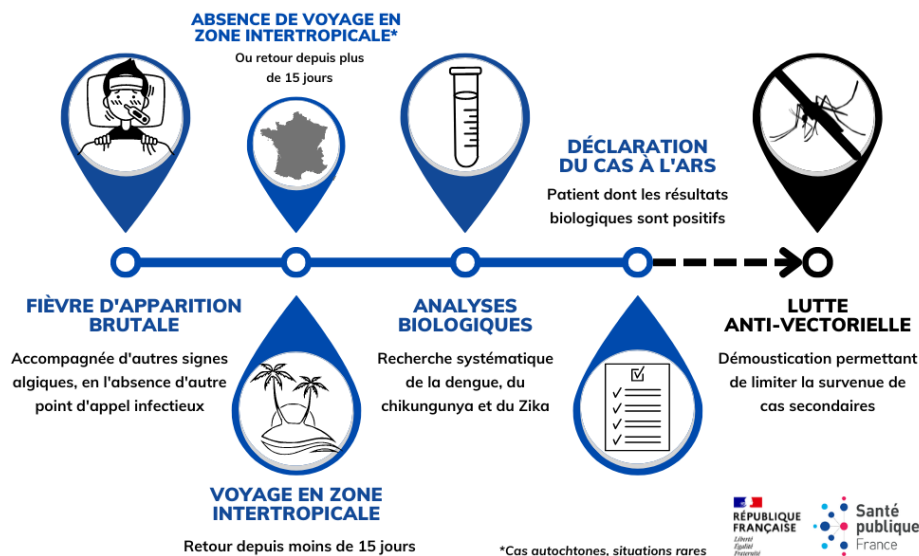 ABSENCE DE VOYAGE EN
ZONE INTERTROPICALE*
Ou retour depuis plus
de 15 jours
DÉCLARATION
DU CAS À L'ARS
Patient dont les résultats
biologiques sont positifs
FIÈVRE D'APPARITION
BRUTALE
Accompagnée d'autres signes
algiques, en l'absence d'autre
point d'appel infectieux
ANALYSES
BIOLOGIQUES
Recherche systématique
de la dengue, du
chikungunya et du Zika
LUTTE
ANTI-VECTORIELLE
Démoustication permettant
de limiter la survenue de
cas secondaires
VOYAGE EN ZONE
INTERTROPICALE
Retour depuis moins de 15 jours
*Cas autochtones, situations rares
RÉPUBLIQUE
FRANÇAISE
Liberté
Égalité
Fraternité
Santé
publique
France